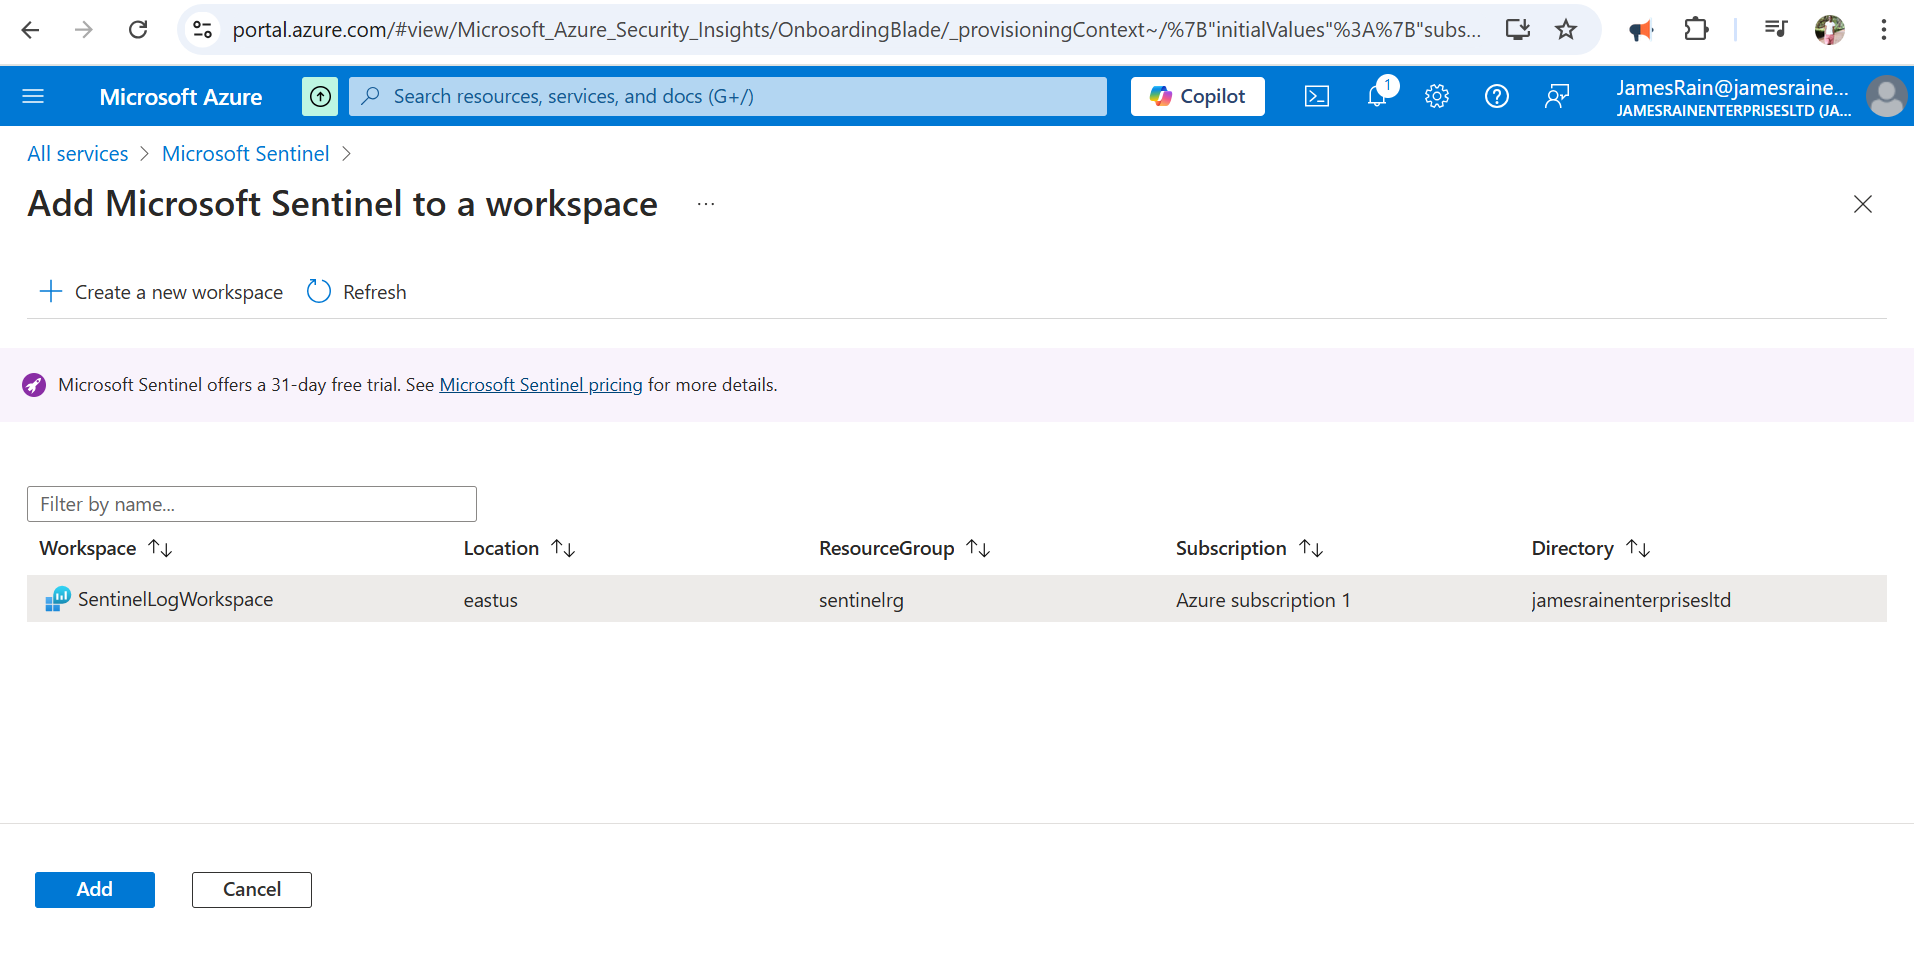 portal.azure.com/#view/Microsoft_Azure_Security_Insights/OnboardingBlade/_provisioningContext~/%7B"initialValues"%3A%7B"subs...
Microsoft Azure
Search resources, services, and docs (G+/)
Copilot
1
JamesRain@jamesraine...
JAMESRAINENTERPRISESLTD (JA...
All services > Microsoft Sentinel >
Add Microsoft Sentinel to a workspace ...
Create a new workspace
Refresh
Microsoft Sentinel offers a 31-day free trial. See Microsoft Sentinel pricing for more details.
Filter by name...
Workspace Location ResourceGroup Subscription Directory
SentinelLogWorkspace eastus sentinelrg Azure subscription 1 jamesrainenterprisesltd
Add Cancel